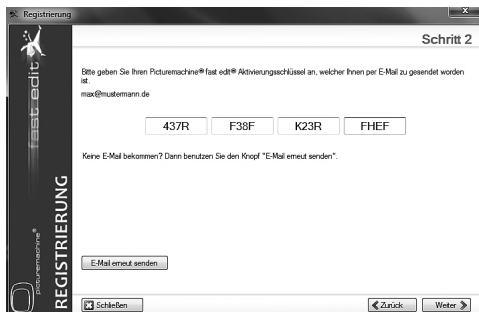 Registrierung
fast edit
picturemachine®
REGISTRIERUNG
Schritt 2
Bitte geben Sie Ihren Picturemachine® fast edit® Aktivierungsschlüssel an, welcher Ihnen per E-Mail zu gesendet worden
ist.
max@mustermann.de
437R F38F K23R FHEF
Keine E-Mail bekommen? Dann benutzen Sie den Knopf "E-Mail erneut senden".
E-Mail erneut senden
Schließen Zurück Weiter